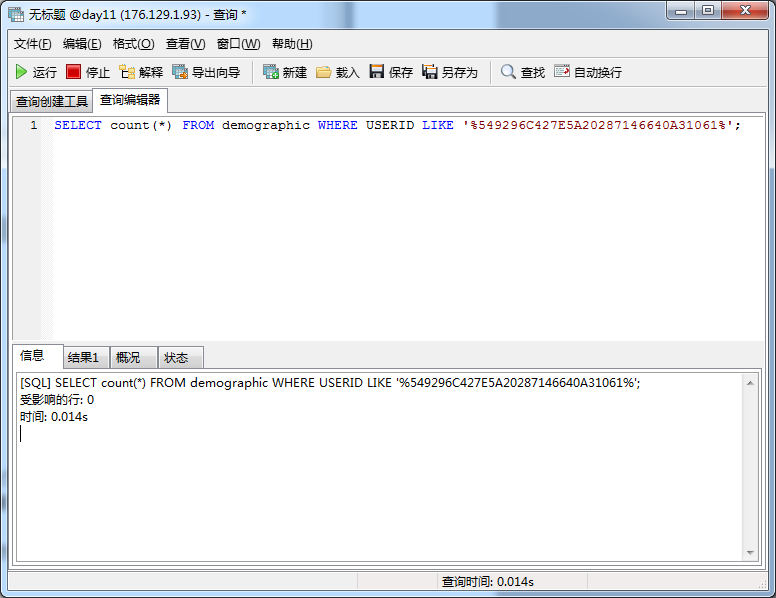 无标题 @day11 (176.129.1.93) - 查询 *
文件(F) 编辑(E) 格式(O) 查看(V) 窗口(W) 帮助(H)
运行 停止 解释 导出向导 新建 载入 保存 另存为 查找 自动换行
查询创建工具 查询编辑器
1 SELECT count(*) FROM demographic WHERE USERID LIKE '%549296C427E5A20287146640A31061%';
信息 结果1 概况 状态
[SQL] SELECT count(*) FROM demographic WHERE USERID LIKE '%549296C427E5A20287146640A31061%';
受影响的行: 0
时间: 0.014s
查询时间: 0.014s